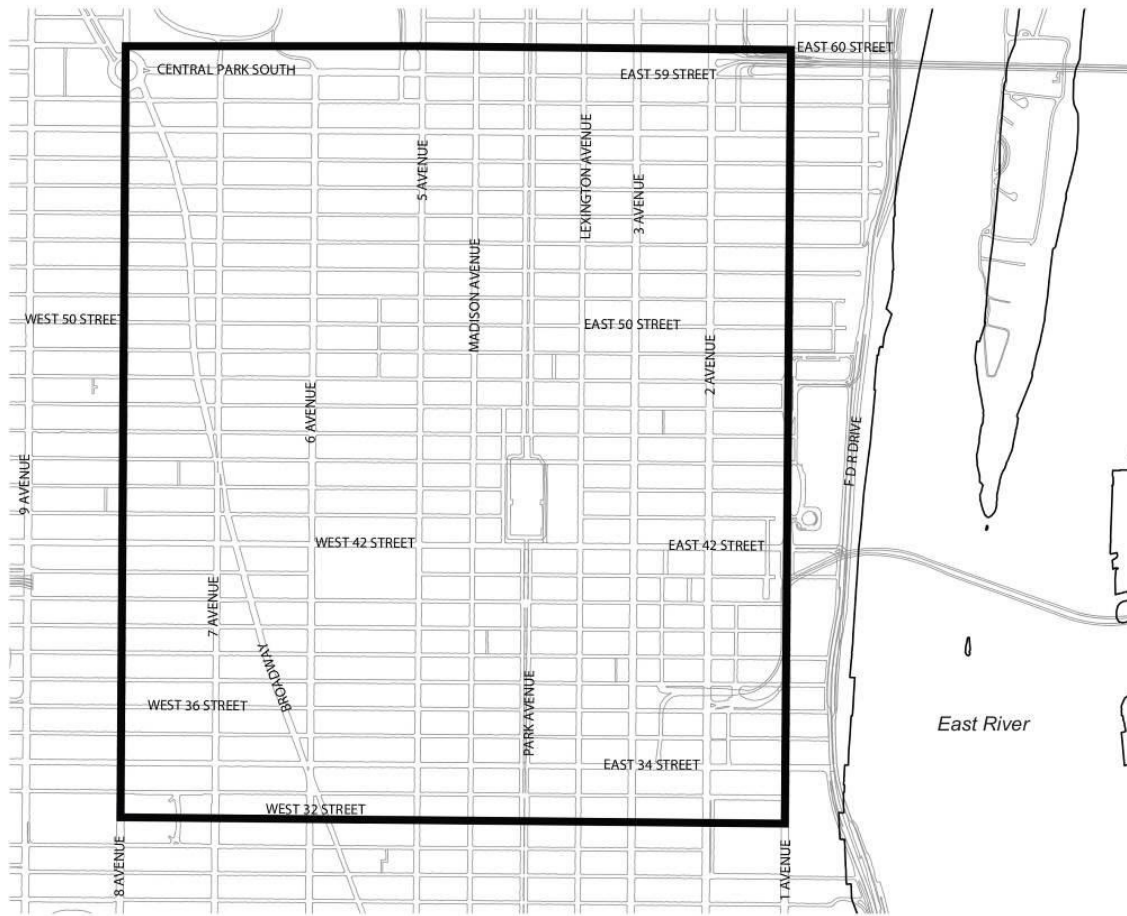 EAST 60 STREET
CENTRAL PARK SOUTH
EAST 59 STREET
5 AVENUE
LEXINGTON AVENUE
3 AVENUE
MADISON AVENUE
WEST 50 STREET
EAST 50 STREET
2 AVENUE
6 AVENUE
9 AVENUE
F D R DRIVE
WEST 42 STREET
EAST 42 STREET
7 AVENUE
BROADWAY
WEST 36 STREET
PARK AVENUE
East River
EAST 34 STREET
WEST 32 STREET
8 AVENUE
1 AVENUE